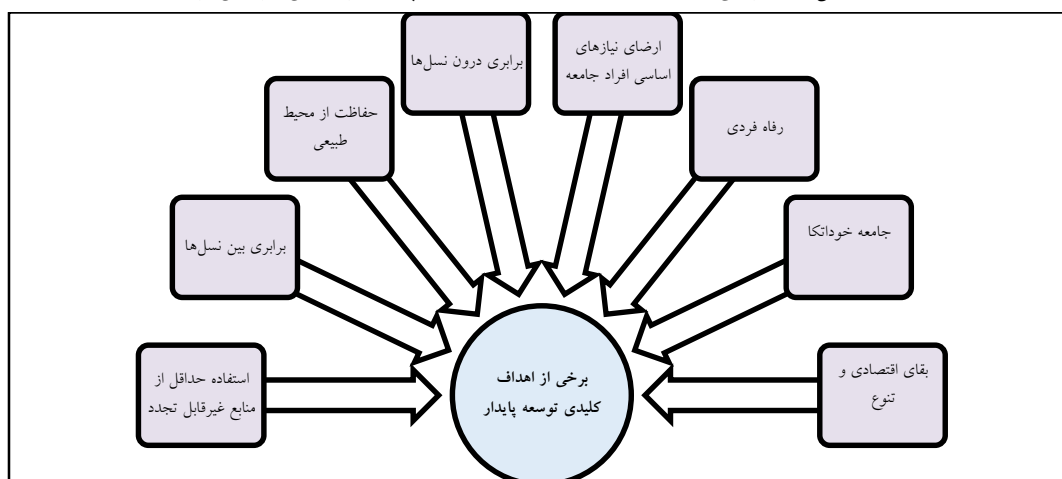 برابری درون نسل‌ها
ارضای نیازهای
اساسی افراد جامعه
حفاظت از محیط
طبیعی
رفاه فردی
برابری بین نسل‌ها
جامعه خوداتکا
استفاده حداقل از
منابع غیرقابل تجدد
برخی از اهداف
کلیدی توسعه پایدار
بقای اقتصادی و
تنوع